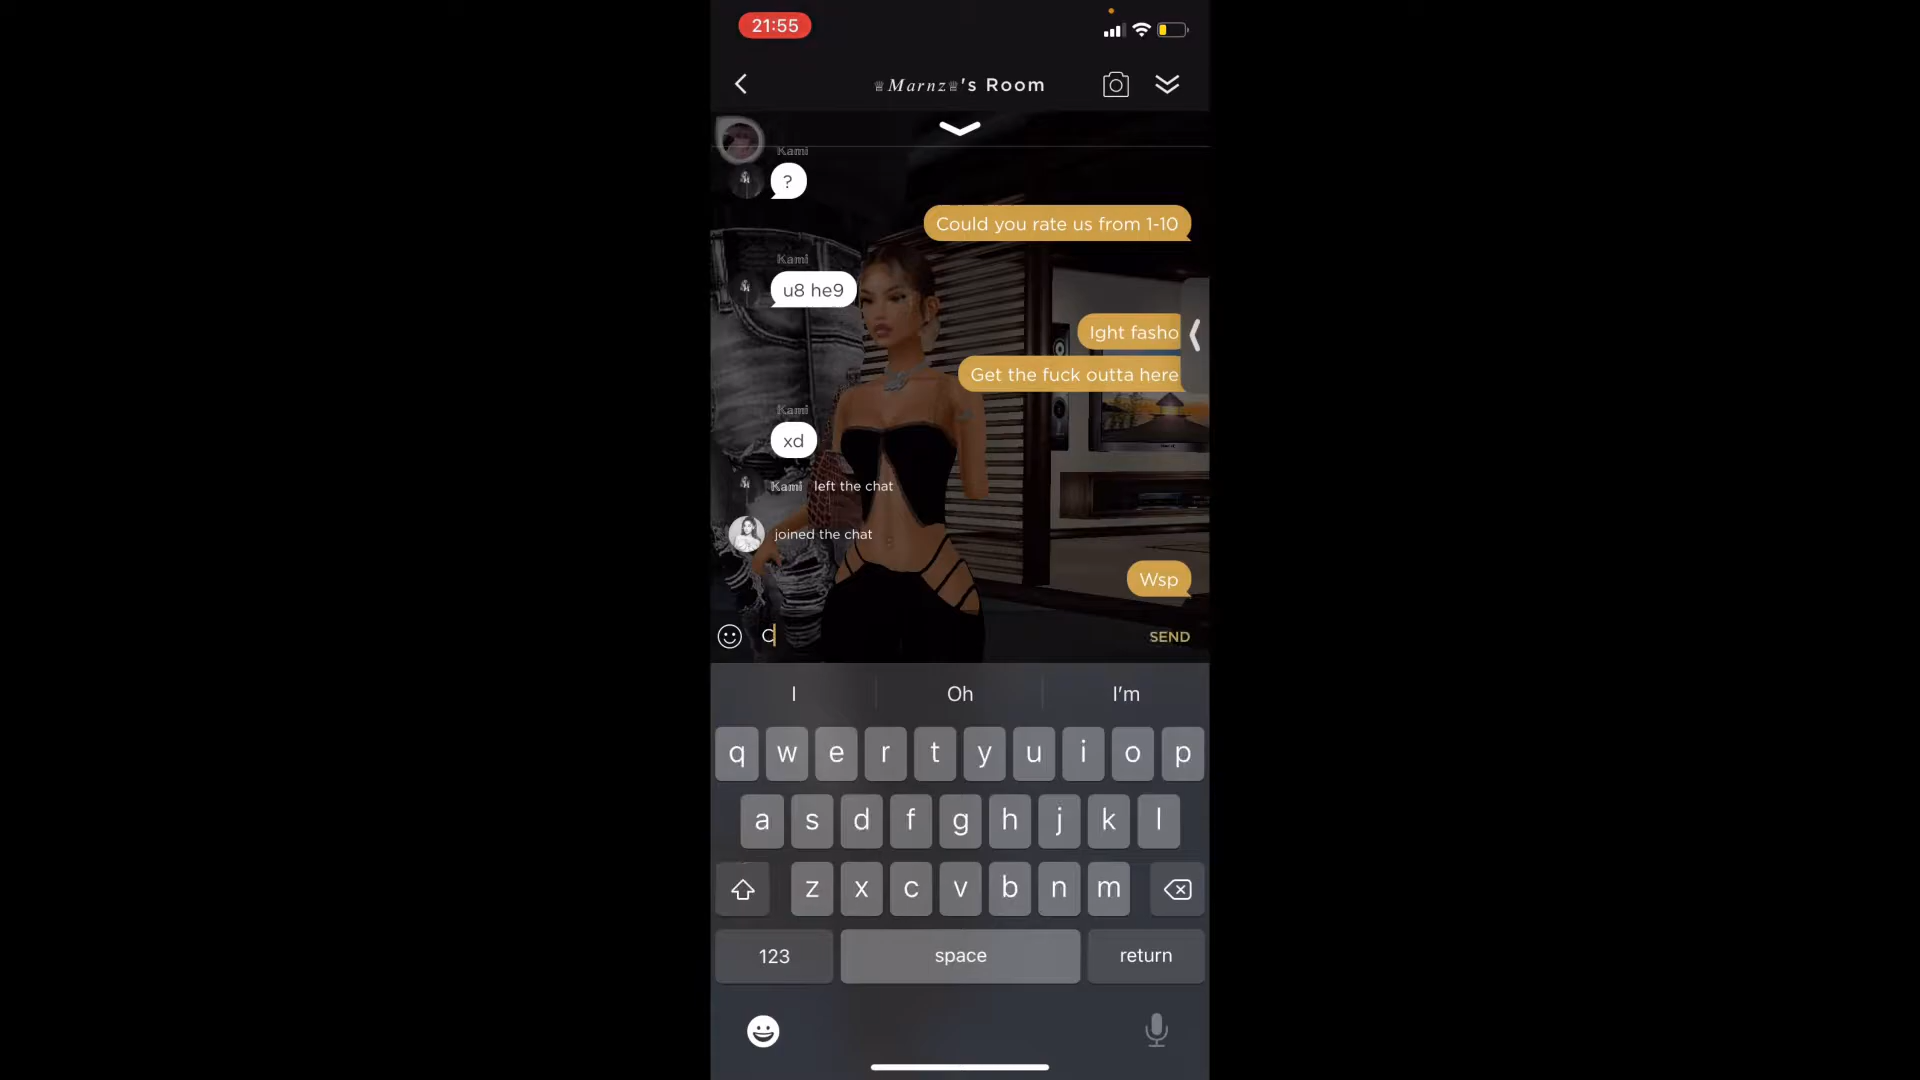 21:55
♕Marnz♕'s Room
Kami
?
Could you rate us from 1-10
Kami
u8 he9
Ight fasho
Get the fuck outta here
Kami
xd
Kami left the chat
joined the chat
Wsp
C
SEND
I Oh I'm
q w e r t y u i o p
a s d f g h j k l
z x c v b n m
123 space return